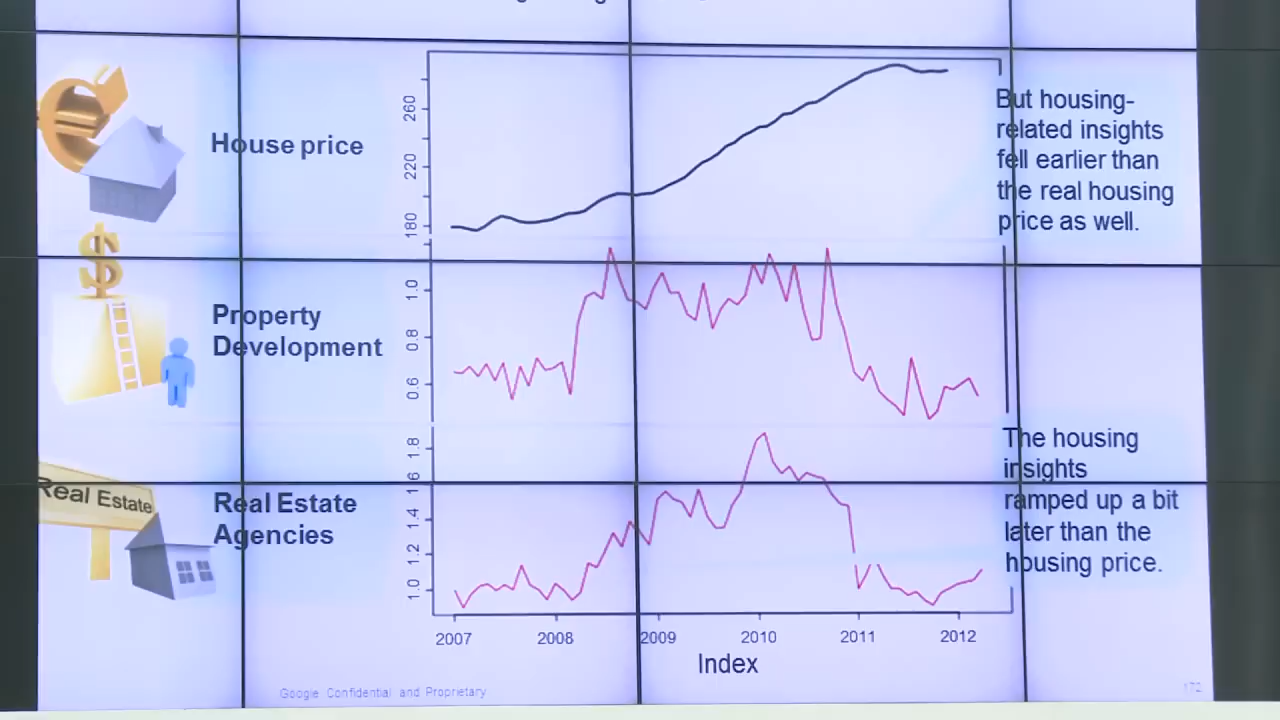 House price
260
220
180
But housing-
related insights
fell earlier than
the real housing
price as well.
Property
Development
1.0
0.8
0.6
Real Estate
Real Estate
Agencies
1.8
1.4
1.2
1.0
The housing
insights
ramped up a bit
later than the
housing price.
2007 2008 2009 2010 2011 2012
Index
Google Confidential and Proprietary
172